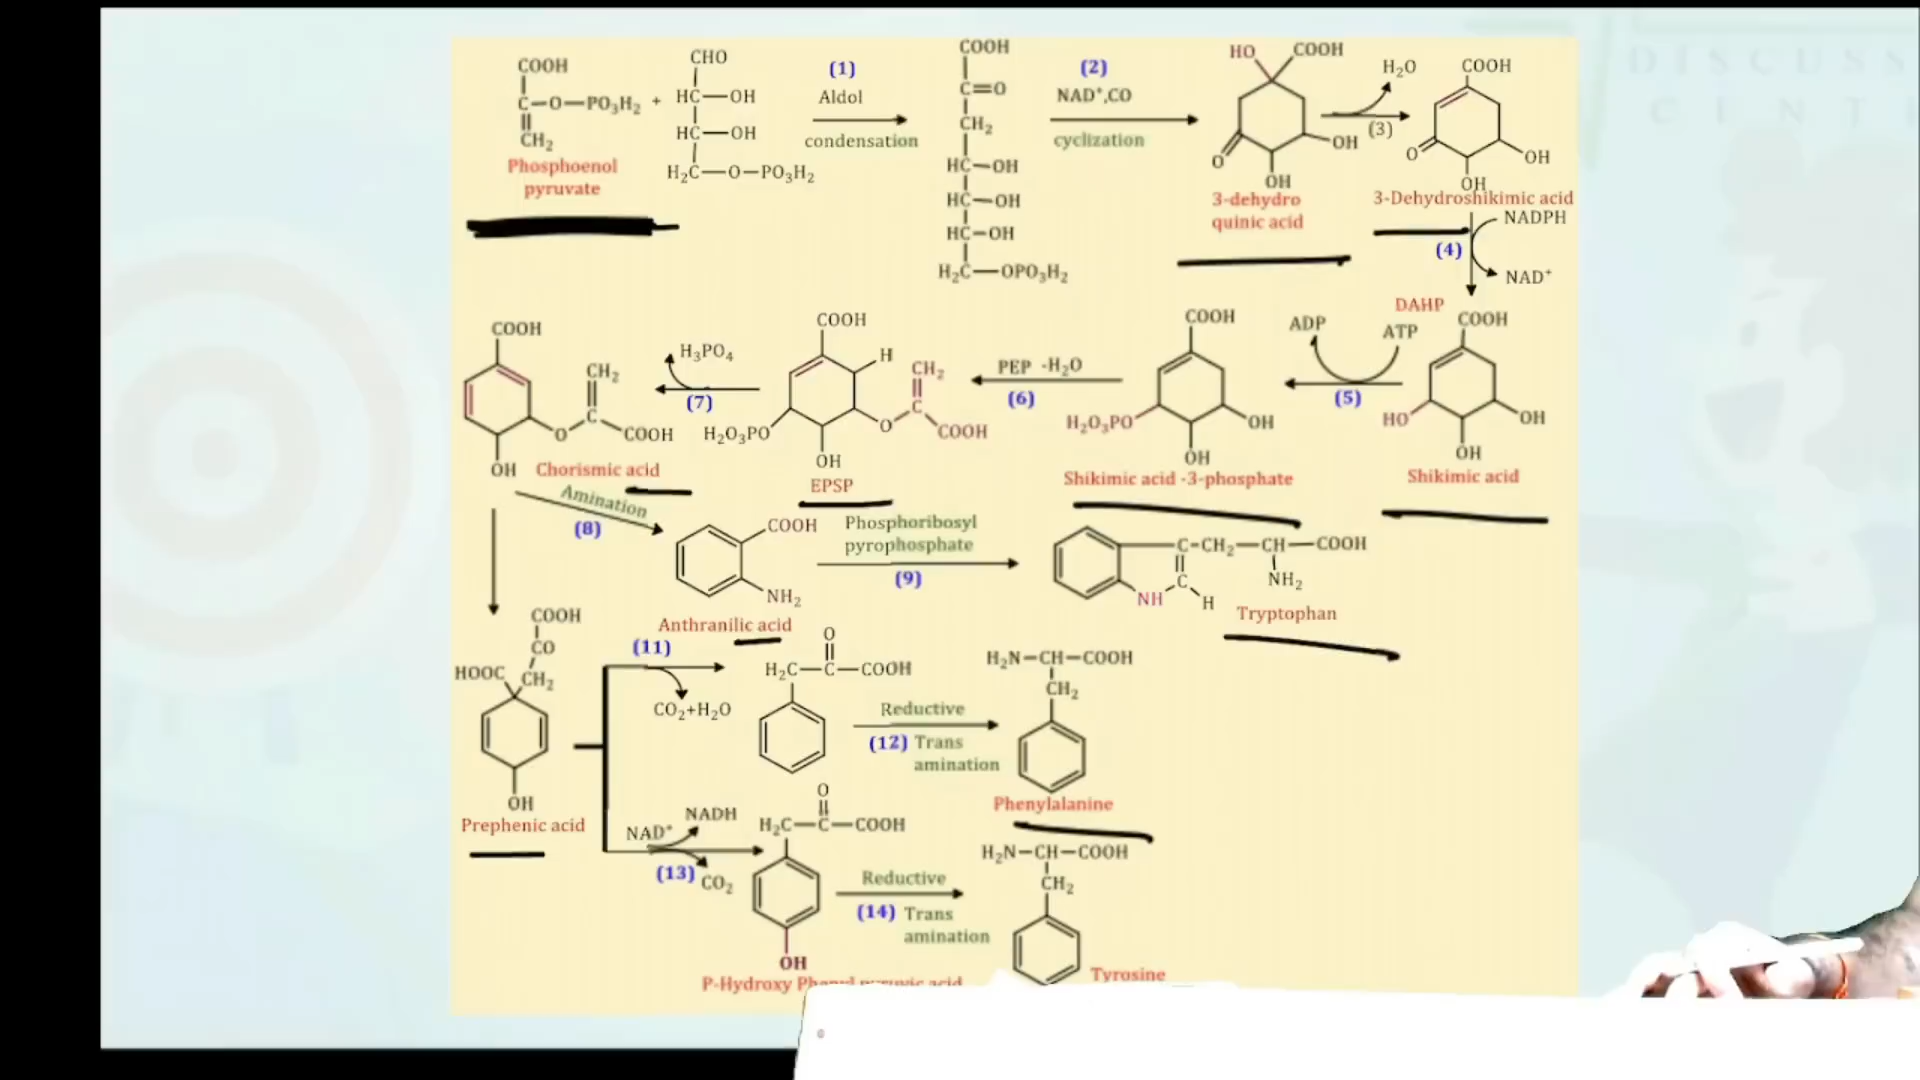 DISCUSS
CENT
COOH
C—O—PO₃H₂
CH₂
Phosphoenol
pyruvate
+
CHO
HC—OH
HC—OH
H₂C—O—PO₃H₂
(1)
Aldol
condensation
COOH
C=O
CH₂
HC—OH
HC—OH
HC—OH
H₂C—OPO₃H₂
(2)
NAD⁺,CO
cyclization
HO
COOH
O
OH
OH
3-dehydro
quinic acid
H₂O
(3)
COOH
O
OH
OH
3-Dehydroshikimic acid
NADPH
(4)
NAD⁺
DAHP
COOH
HO
OH
OH
Shikimic acid
ADP
ATP
(5)
COOH
H₂O₃PO
OH
OH
Shikimic acid -3-phosphate
PEP -H₂O
(6)
COOH
H
CH₂
C
O
COOH
H₂O₃PO
OH
EPSP
H₃PO₄
(7)
COOH
CH₂
C
O
COOH
OH
Chorismic acid
Amination
(8)
COOH
NH₂
Anthranilic acid
Phosphoribosyl
pyrophosphate
(9)
C-CH₂—CH—COOH
NH₂
C
NH
H
Tryptophan
COOH
CO
HOOC
CH₂
OH
Prephenic acid
(11)
CO₂+H₂O
O
H₂C—C—COOH
Reductive
(12) Trans
amination
H₂N—CH—COOH
CH₂
Phenylalanine
NAD⁺
NADH
(13)
CO₂
O
H₂C—C—COOH
OH
P-Hydroxy Phenyl pyruvic acid
Reductive
(14) Trans
amination
H₂N—CH—COOH
CH₂
Tyrosine